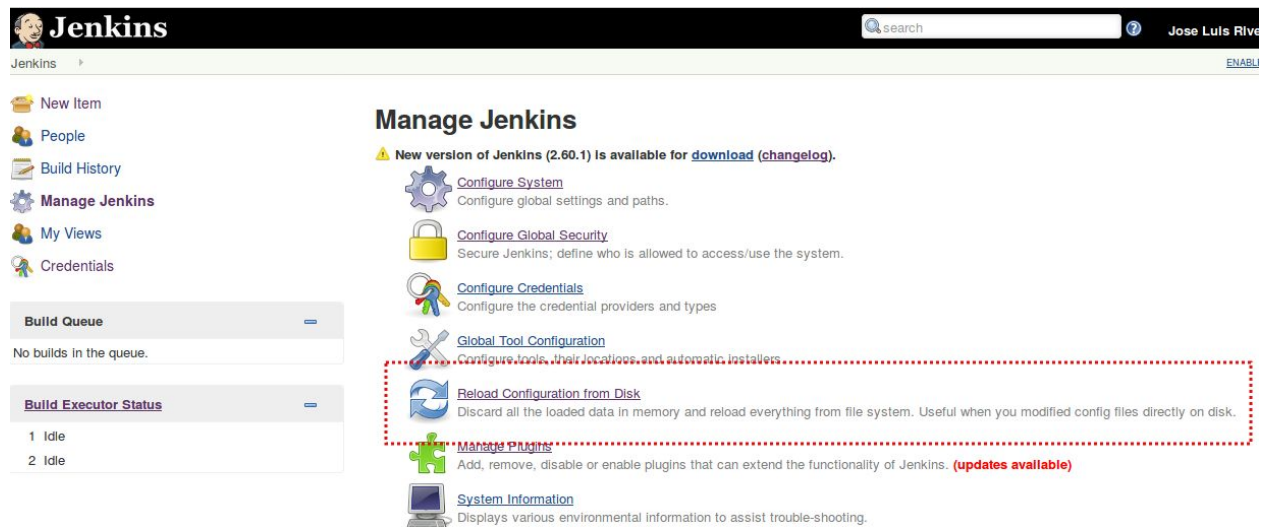 Jenkins
search
Jose Luis Rive
Jenkins
ENABL
New Item
People
Build History
Manage Jenkins
My Views
Credentials
Build Queue
No builds in the queue.
Build Executor Status
1 Idle
2 Idle
Manage Jenkins
New version of Jenkins (2.60.1) is available for download (changelog).
Configure System
Configure global settings and paths.
Configure Global Security
Secure Jenkins; define who is allowed to access/use the system.
Configure Credentials
Configure the credential providers and types
Global Tool Configuration
Configure tools, their locations and automatic installers.
Reload Configuration from Disk
Discard all the loaded data in memory and reload everything from file system. Useful when you modified config files directly on disk.
Manage Plugins
Add, remove, disable or enable plugins that can extend the functionality of Jenkins. (updates available)
System Information
Displays various environmental information to assist trouble-shooting.